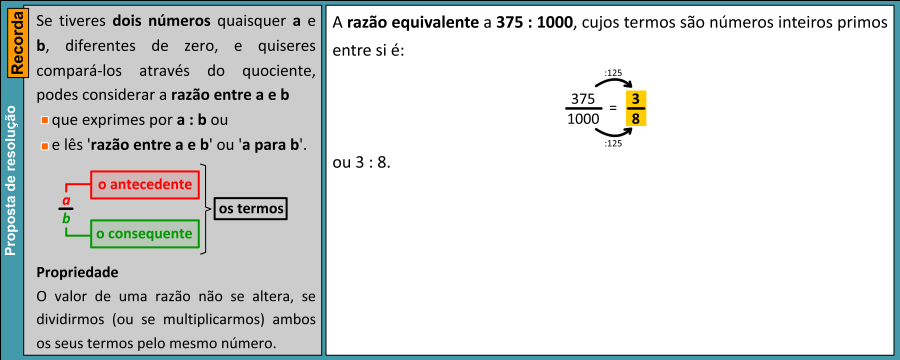 Proposta de resolução
Recorda
Se tiveres dois números quaisquer a e
b, diferentes de zero, e quiseres
compará-los através do quociente,
podes considerar a razão entre a e b
que exprimes por a : b ou
e lês 'razão entre a e b' ou 'a para b'.
a
b
o antecedente
o consequente
os termos
Propriedade
O valor de uma razão não se altera, se
dividirmos (ou se multiplicarmos) ambos
os seus termos pelo mesmo número.
A razão equivalente a 375 : 1000, cujos termos são números inteiros primos
entre si é:
:125
375 = 3
1000 8
:125
ou 3 : 8.